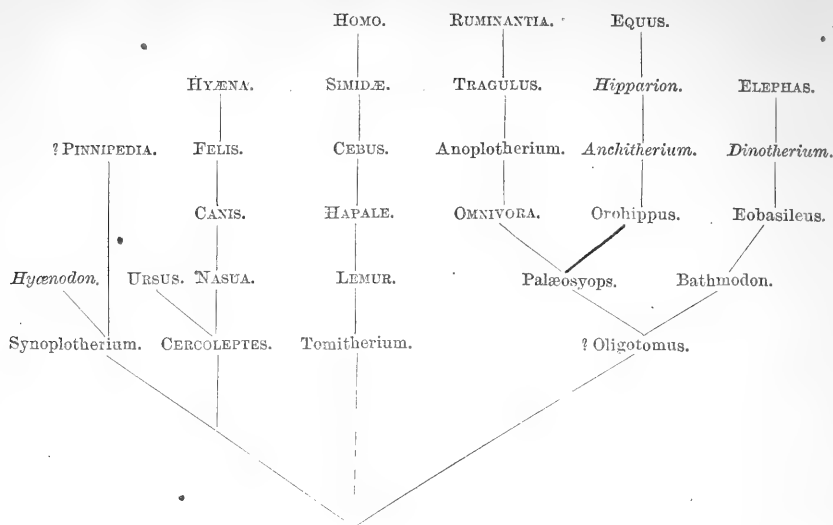 HOMO. RUMINANTIA. EQUUS.
HYÆNA. SIMIDÆ. TRAGULUS. Hipparion. ELEPHAS.
? PINNIPEDIA. FELIS. CEBUS. Anoplotherium. Anchitherium. Dinotherium.
CANIS. HAPALE. OMNIVORA. Orohippus. Eobasileus.
Hyœnodon. URSUS. NASUA. LEMUR. Palæosyops. Bathmodon.
Synoplotherium. CERCOLEPTES. Tomitherium. ? Oligotomus.